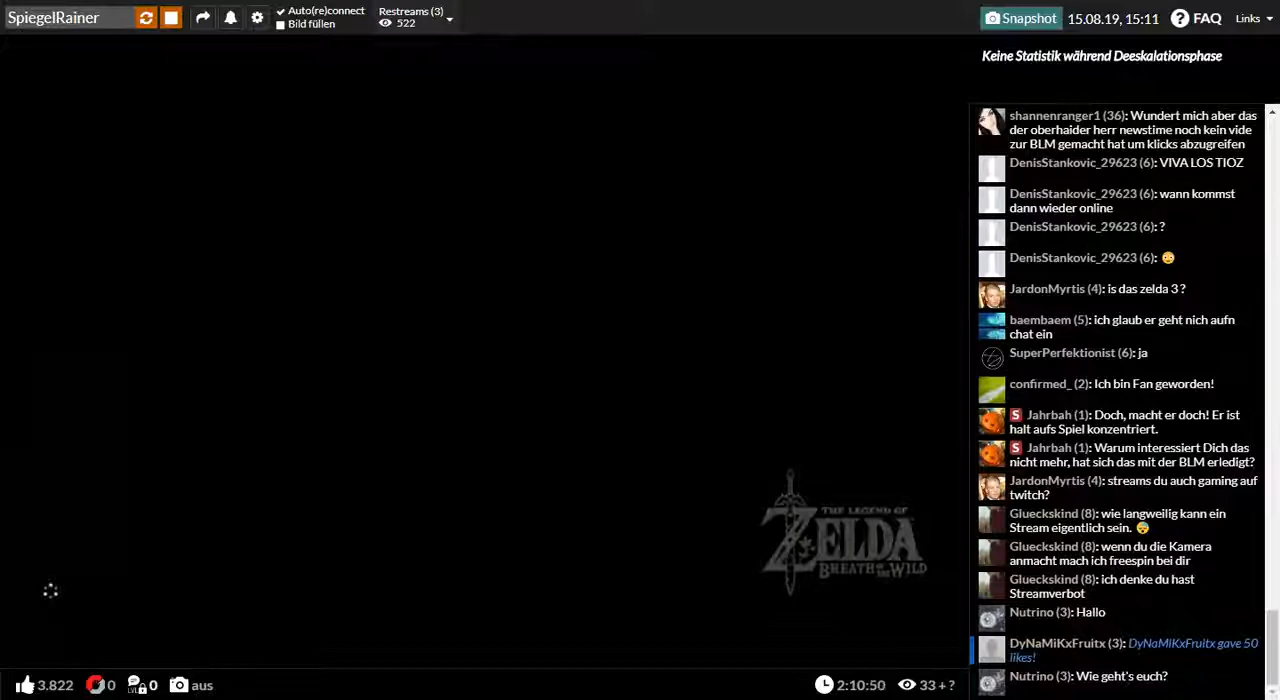 SpiegelRainer
Auto(re)connect
Bild füllen
Restreams (3)
522
Snapshot
15.08.19, 15:11
FAQ
Links
Keine Statistik während Deeskalationsphase
shannenranger1 (36): Wundert mich aber das
der oberhaider herr newstime noch kein vide
zur BLM gemacht hat um klicks abzugreifen
DenisStankovic_29623 (6): VIVA LOS TIOZ
DenisStankovic_29623 (6): wann kommst
dann wieder online
DenisStankovic_29623 (6): ?
DenisStankovic_29623 (6): 😳
JardonMyrtis (4): is das zelda 3 ?
baembaem (5): ich glaub er geht nich aufn
chat ein
SuperPerfektionist (6): ja
confirmed_ (2): Ich bin Fan geworden!
S Jahrbah (1): Doch, macht er doch! Er ist
halt aufs Spiel konzentriert.
S Jahrbah (1): Warum interessiert Dich das
nicht mehr, hat sich das mit der BLM erledigt?
JardonMyrtis (4): streams du auch gaming auf
twitch?
Glueckskind (8): wie langweilig kann ein
Stream eigentlich sein. 😴
Glueckskind (8): wenn du die Kamera
anmacht mach ich freespin bei dir
Glueckskind (8): ich denke du hast
Streamverbot
Nutrino (3): Hallo
DyNaMiKxFruitx (3): DyNaMiKxFruitx gave 50
likes!
Nutrino (3): Wie geht's euch?
THE LEGEND OF
ZELDA
BREATH OF THE WILD
3.822
0
LVL
0
aus
2:10:50
33 + ?